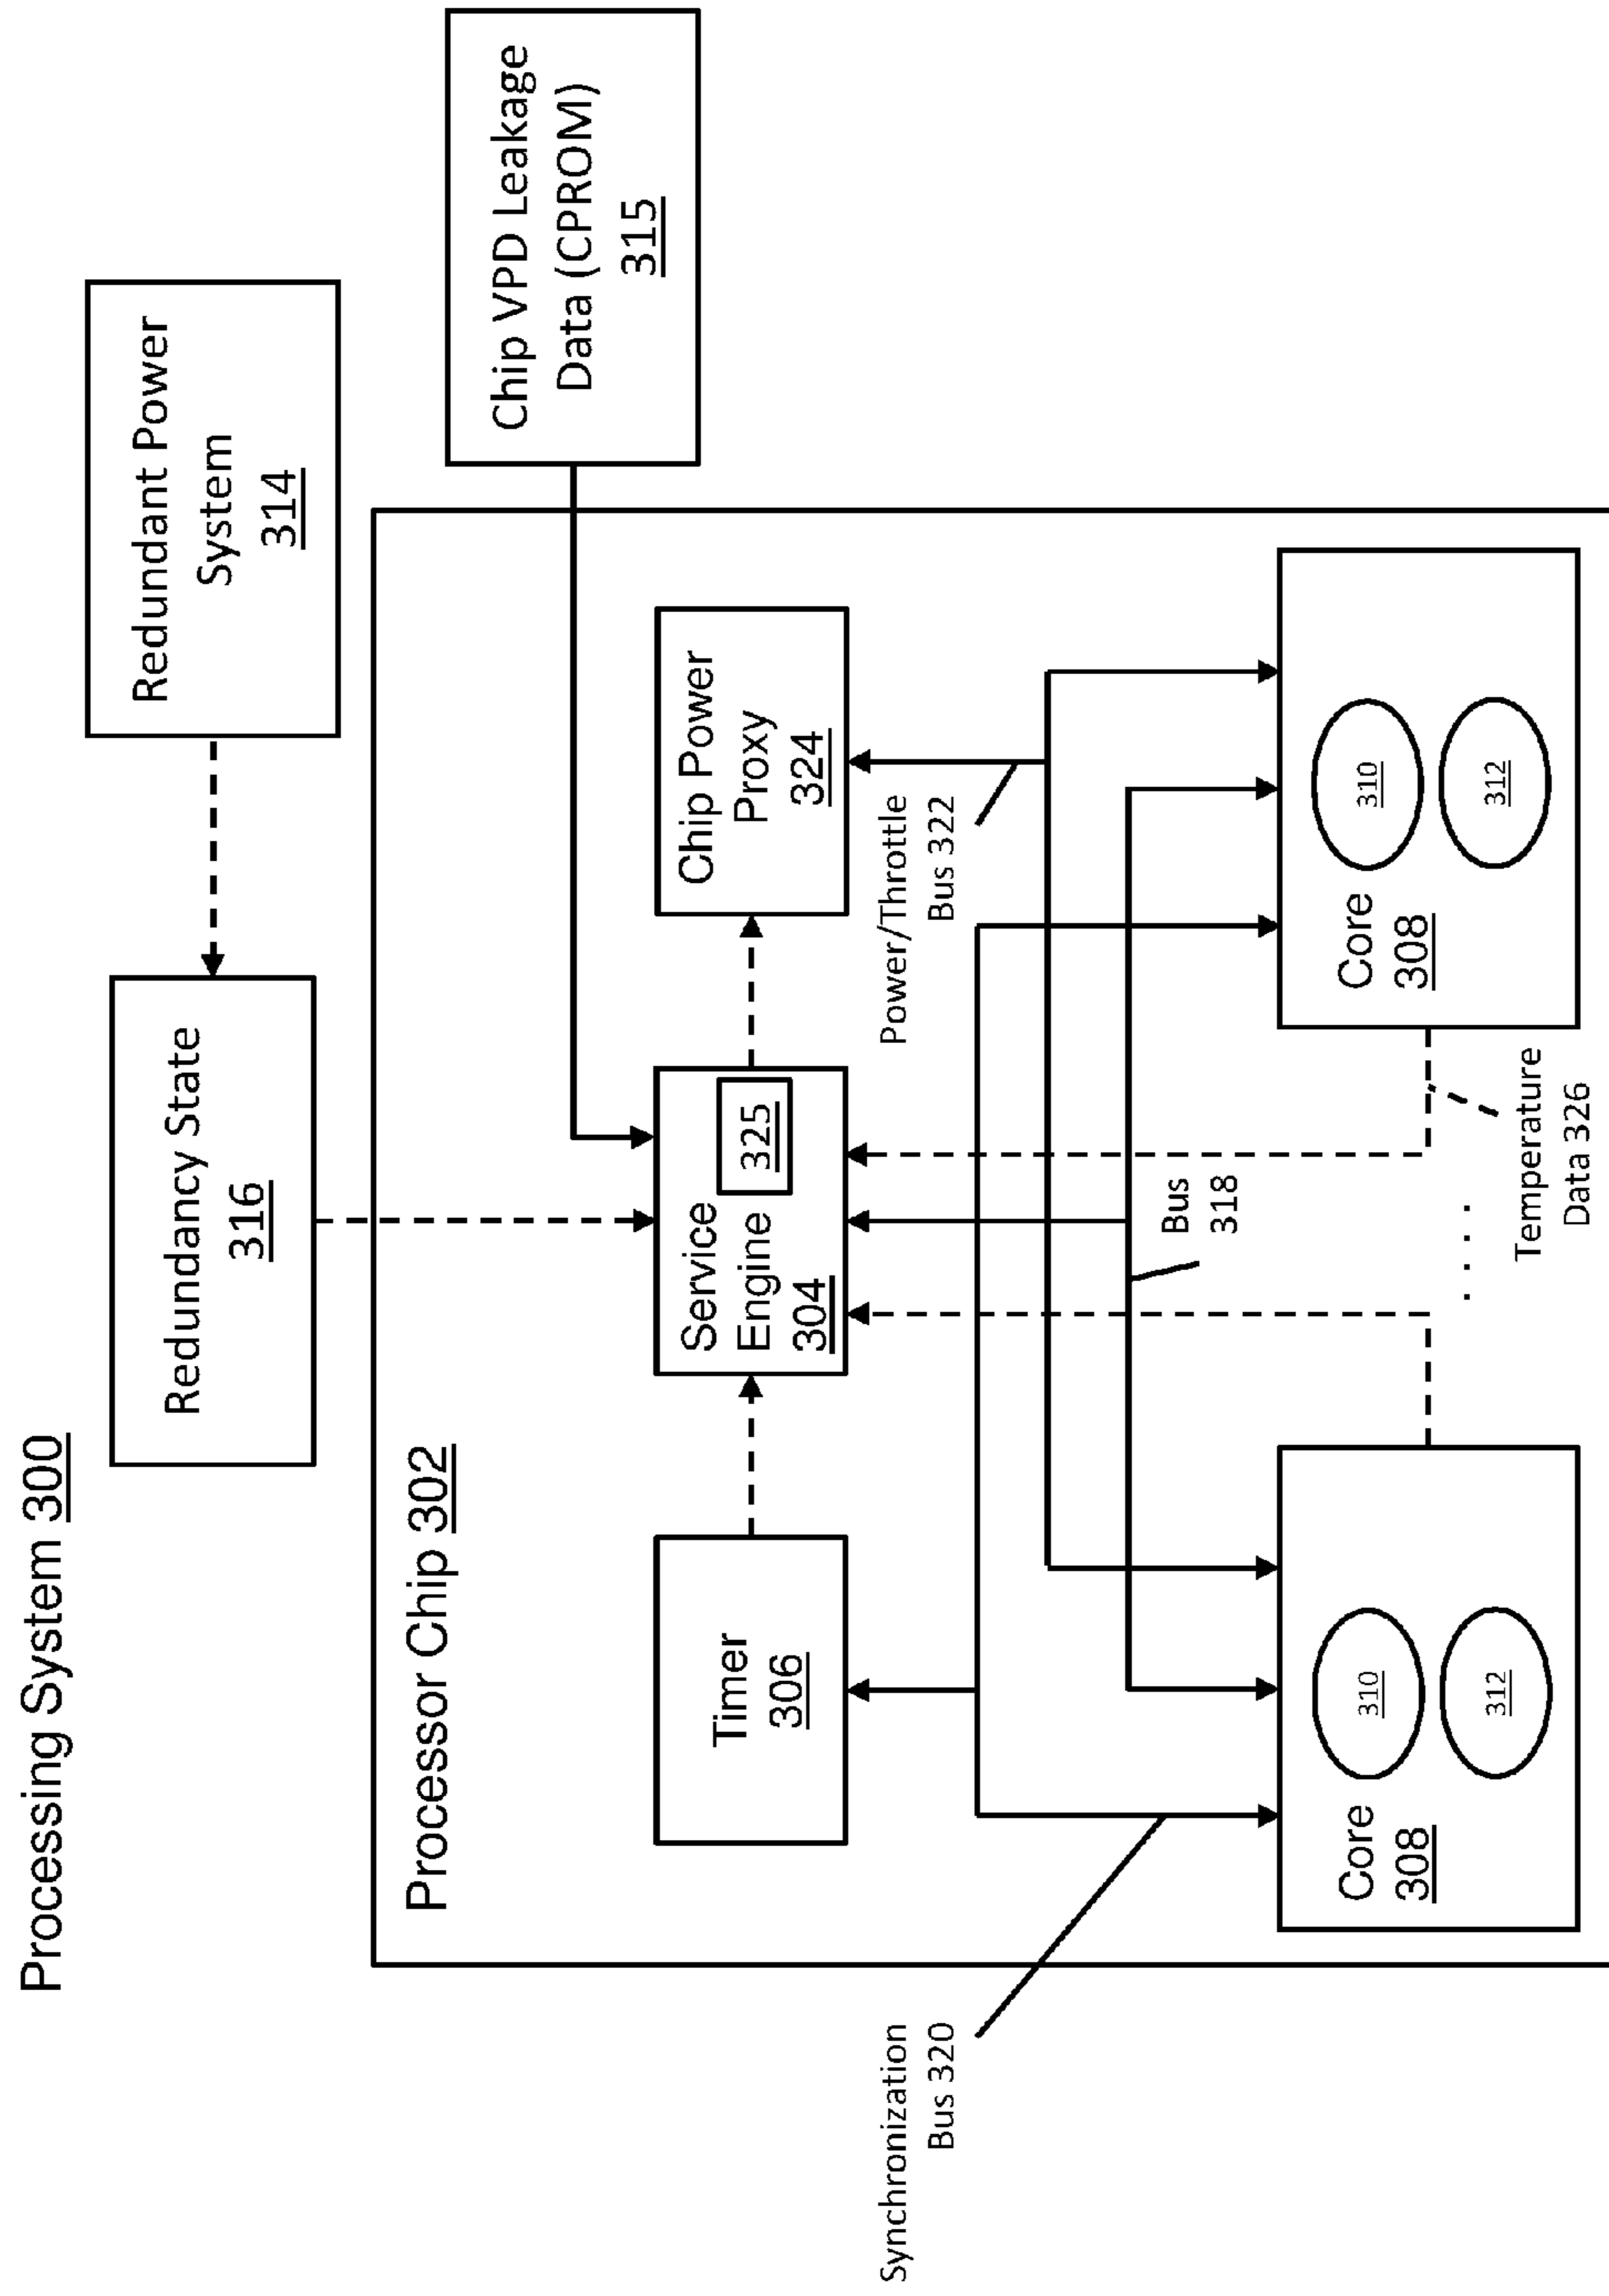 Processing System 300
Redundancy State
316
Redundant Power
System
314
Processor Chip 302
Chip VPD Leakage
Data (CPROM)
315
Timer
306
Service
Engine
304
325
Chip Power
Proxy
324
Synchronization
Bus 320
Power/Throttle
Bus 322
Bus
318
Core
308
310
312
. . . .
Temperature
Data 326
Core
308
310
312